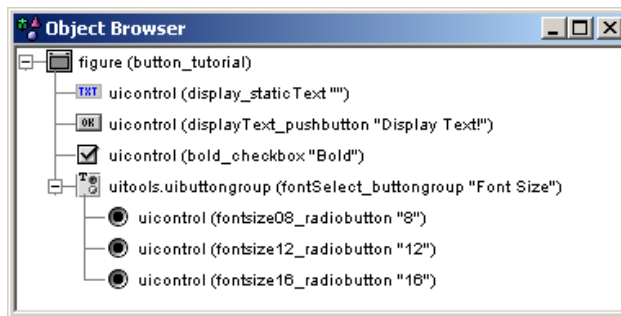 Object Browser
figure (button_tutorial)
TXT uicontrol (display_staticText "")
OK uicontrol (displayText_pushbutton "Display Text!")
uicontrol (bold_checkbox "Bold")
T uitools.uibuttongroup (fontSelect_buttongroup "Font Size")
uicontrol (fontsize08_radiobutton "8")
uicontrol (fontsize12_radiobutton "12")
uicontrol (fontsize16_radiobutton "16")